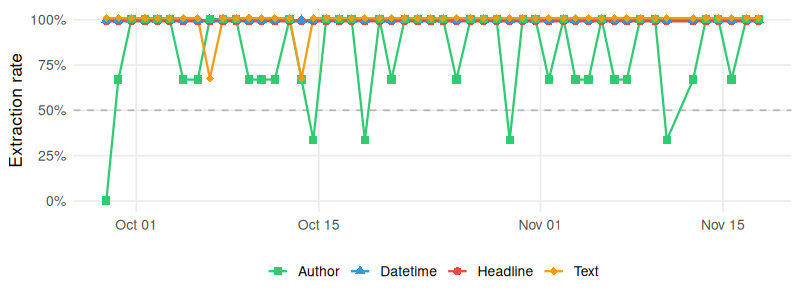 Extraction rate
100%
75%
50%
25%
0%
Oct 01 Oct 15 Nov 01 Nov 15
Author Datetime Headline Text